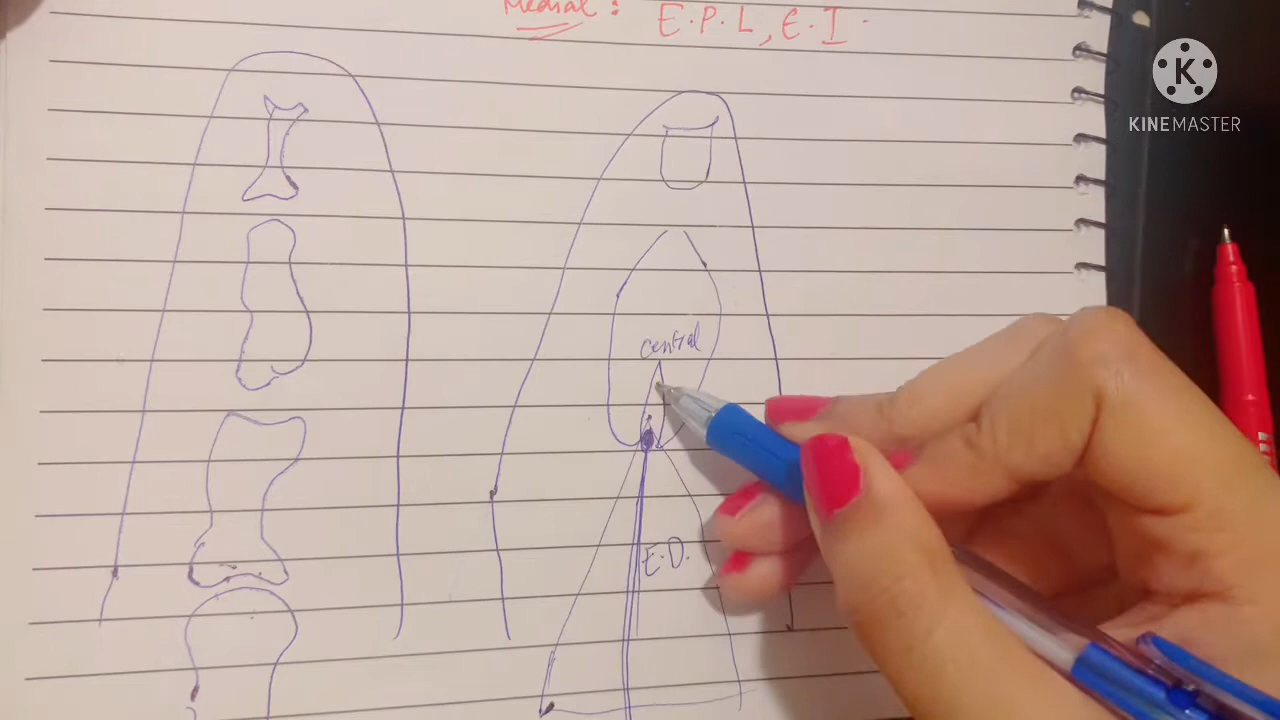 Medial : E.P.L, E.I.
K
KINEMASTER
central
E.D.